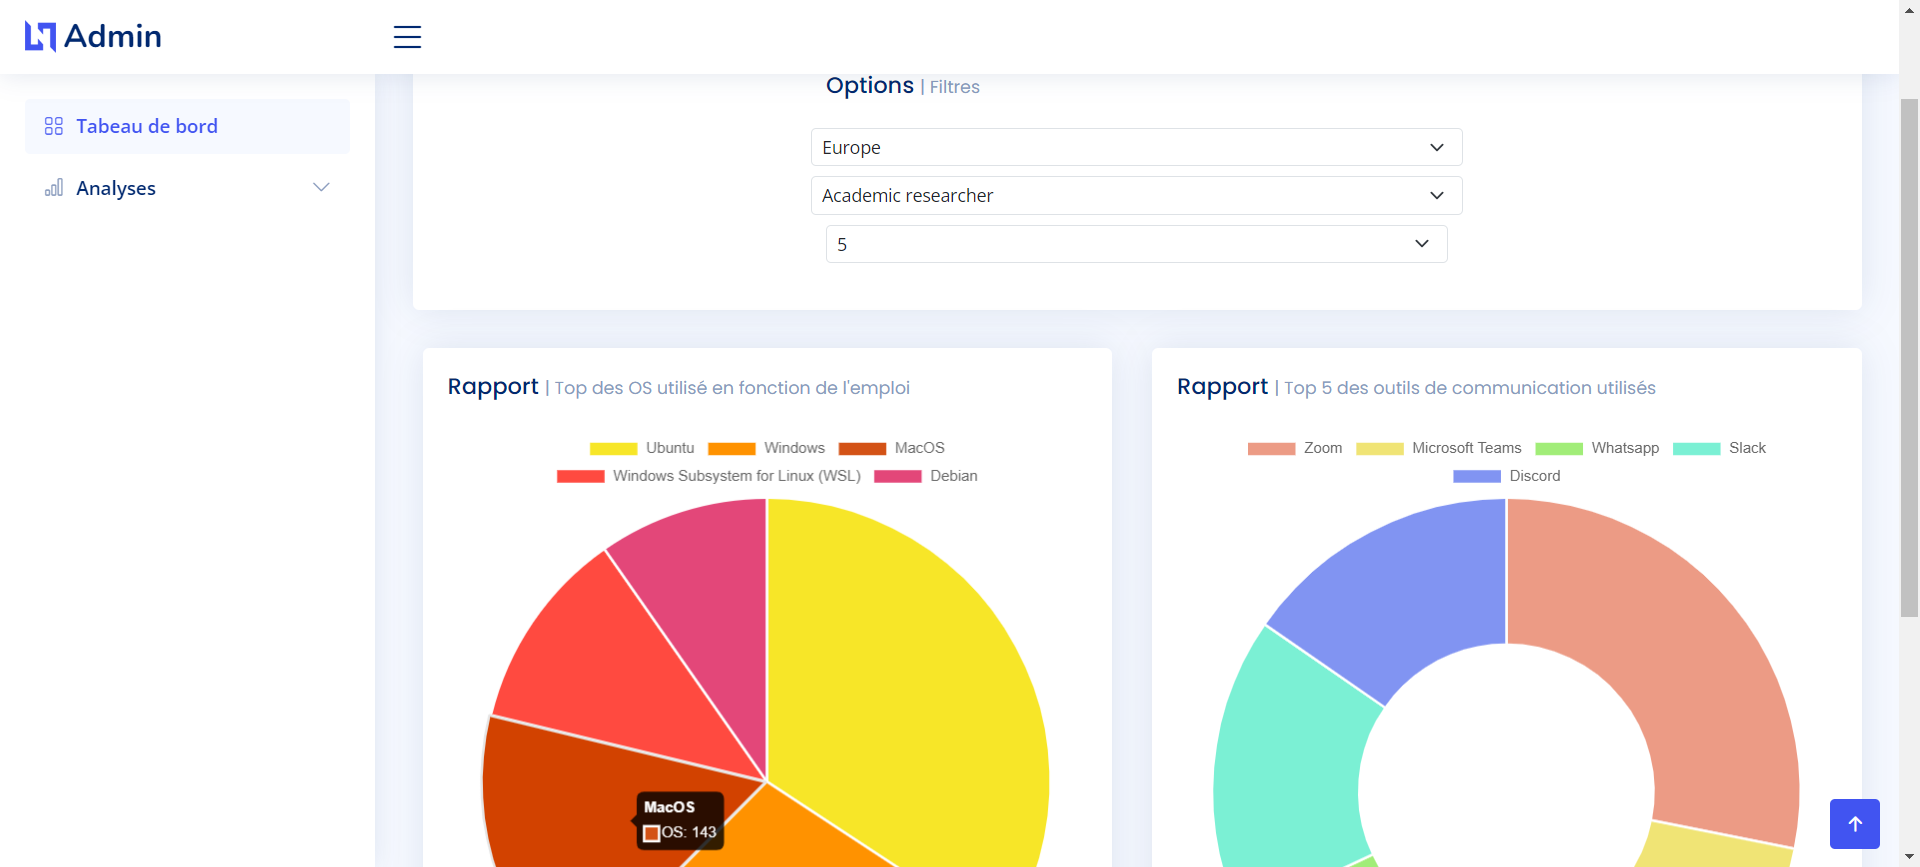 Admin
Options | Filtres
Tabeau de bord
Europe
Analyses
Academic researcher
5
Rapport | Top des OS utilisé en fonction de l'emploi
Ubuntu Windows MacOS
Windows Subsystem for Linux (WSL) Debian
MacOS
OS: 143
Rapport | Top 5 des outils de communication utilisés
Zoom Microsoft Teams Whatsapp Slack
Discord